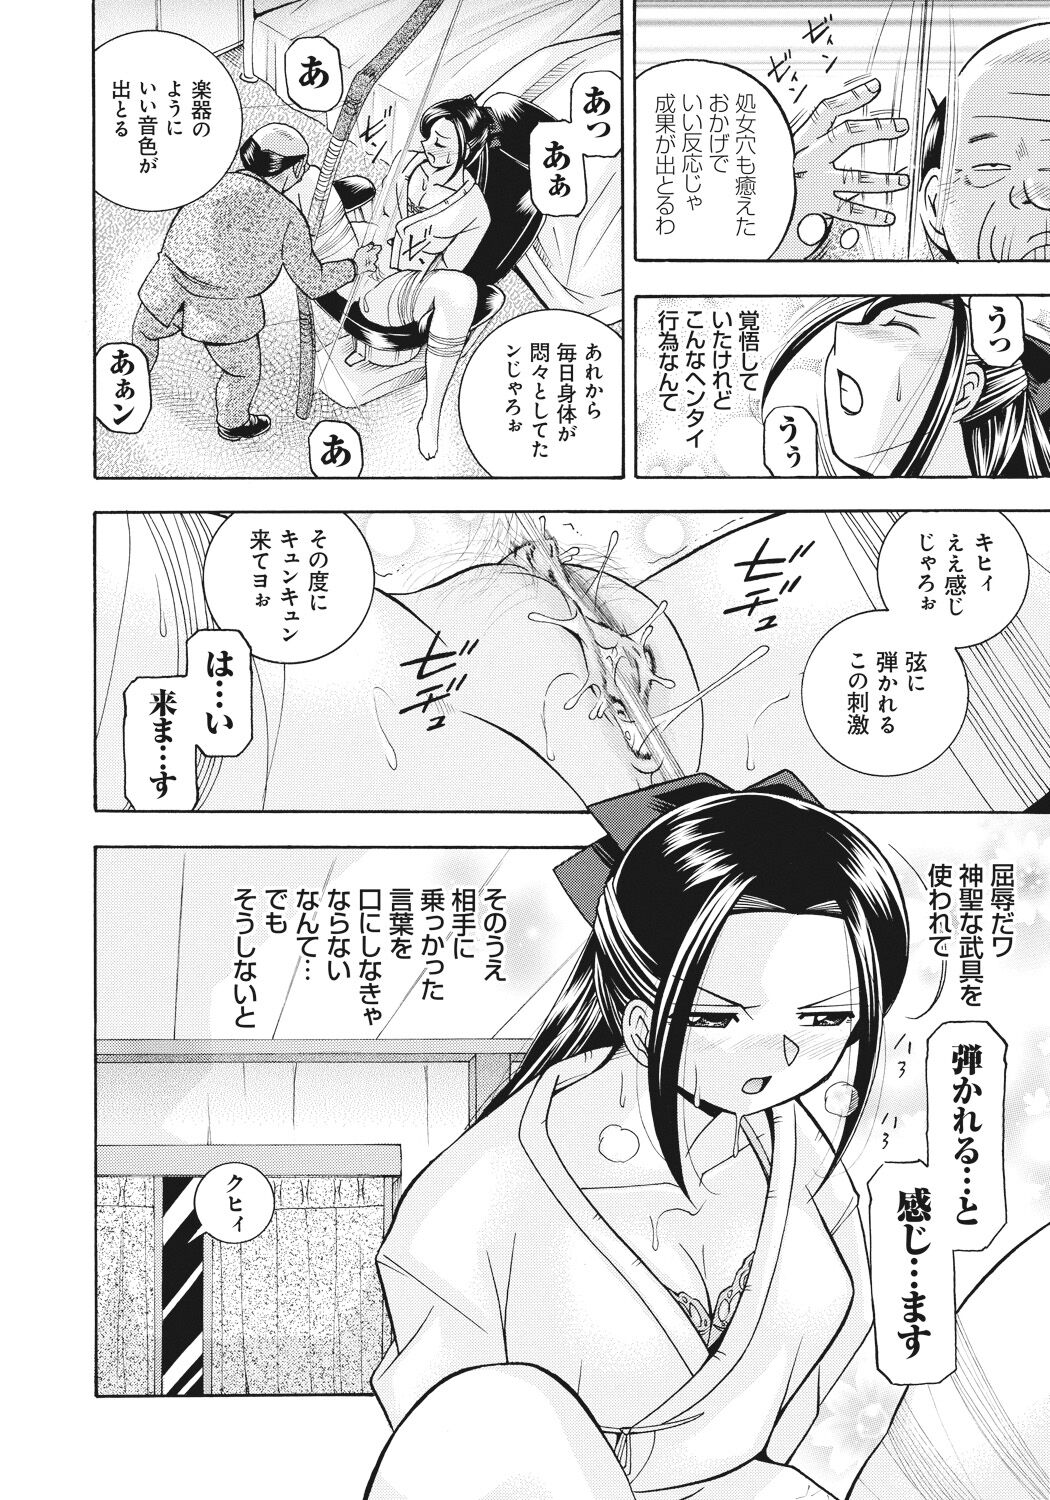 ゼィン
ゼィン
処女穴も癒えた
おかげで
いい反応じゃ
成果が出とるわ
あっ
あぁ
あ
楽器の
ように
いい音色が
出とる
ゼン
ゼン
あれから
毎日身体が
悶々としてた
ンじゃろぉ
あぁン
あ
うっ
うぅ
覚悟して
いたけれど
こんなヘンタイ
行為なんて
キヒィ
ええ感じ
じゃろぉ
弦に
弾かれる
この刺激
デュ
デュ
その度に
キュンキュン
来てヨぉ
は…い
来ま…す
屈辱だワ
神聖な武具を
使われて
弾かれる…と
感じ…ます
ハ
ハ
そのうえ
相手に
乗っかった
言葉を
口にしなきゃ
ならない
なんて…
でも
そうしないと
クヒィ